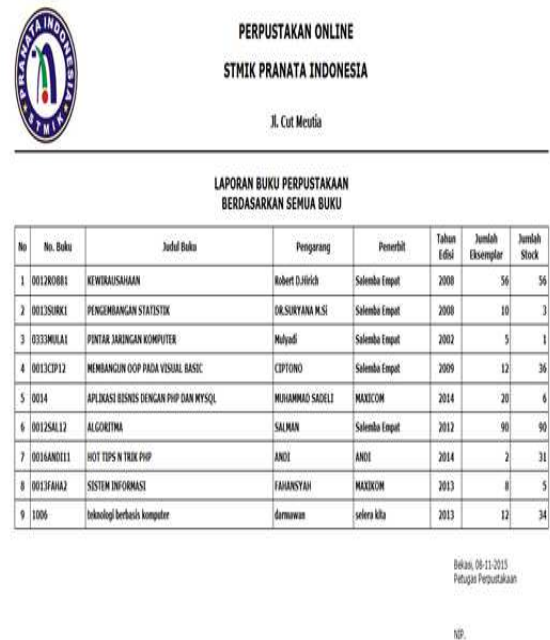 PRANATA INDONESIA
STMIK
PERPUSTAKAN ONLINE
STMIK PRANATA INDONESIA
Jl. Cut Meutia
LAPORAN BUKU PERPUSTAKAAN
BERDASARKAN SEMUA BUKU
No No. Buku Judul Buku Pengarang Penerbit Tahun Edisi Jumlah Eksemplar Jumlah Stock
1 0012ROBB1 KEWIRAUSAHAAN Robert D.Hirich Salemba Empat 2008 56 56
2 0013SURK1 PENGEMBANGAN STATISTIK DR.SURYANA M.Si Salemba Empat 2008 10 3
3 0333MULA1 PINTAR JARINGAN KOMPUTER Mulyadi Salemba Empat 2002 5 1
4 0013CIP12 MEMBANGUN OOP PADA VISUAL BASIC CIPTONO Salemba Empat 2009 12 36
5 0014 APLIKASI BISNIS DENGAN PHP DAN MYSQL MUHAMMAD SADELI MAXICOM 2014 20 6
6 0012SAL12 ALGORITMA SALMAN Salemba Empat 2012 90 90
7 0016ANDI11 HOT TIPS N TRIK PHP ANDI ANDI 2014 2 31
8 0013FAHA2 SISTEM INFORMASI FAHANSYAH MAXIKOM 2013 8 5
9 1006 teknologi berbasis komputer darmawan selera kita 2013 12 34
Bekasi, 08-11-2015
Petugas Perpustakaan
NIP.